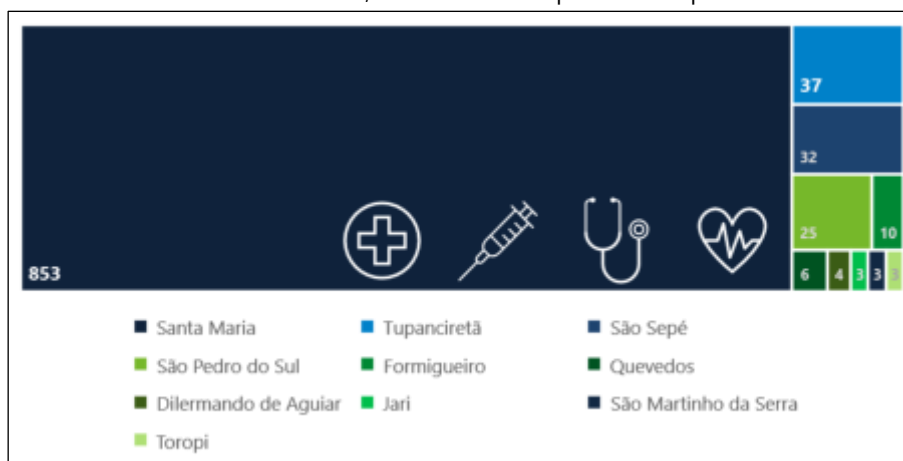 37
32
25 10
853 6 4 3 3 3
Santa Maria Tupanciretã São Sepé
São Pedro do Sul Formigueiro Quevedos
Dilermando de Aguiar Jari São Martinho da Serra
Toropi